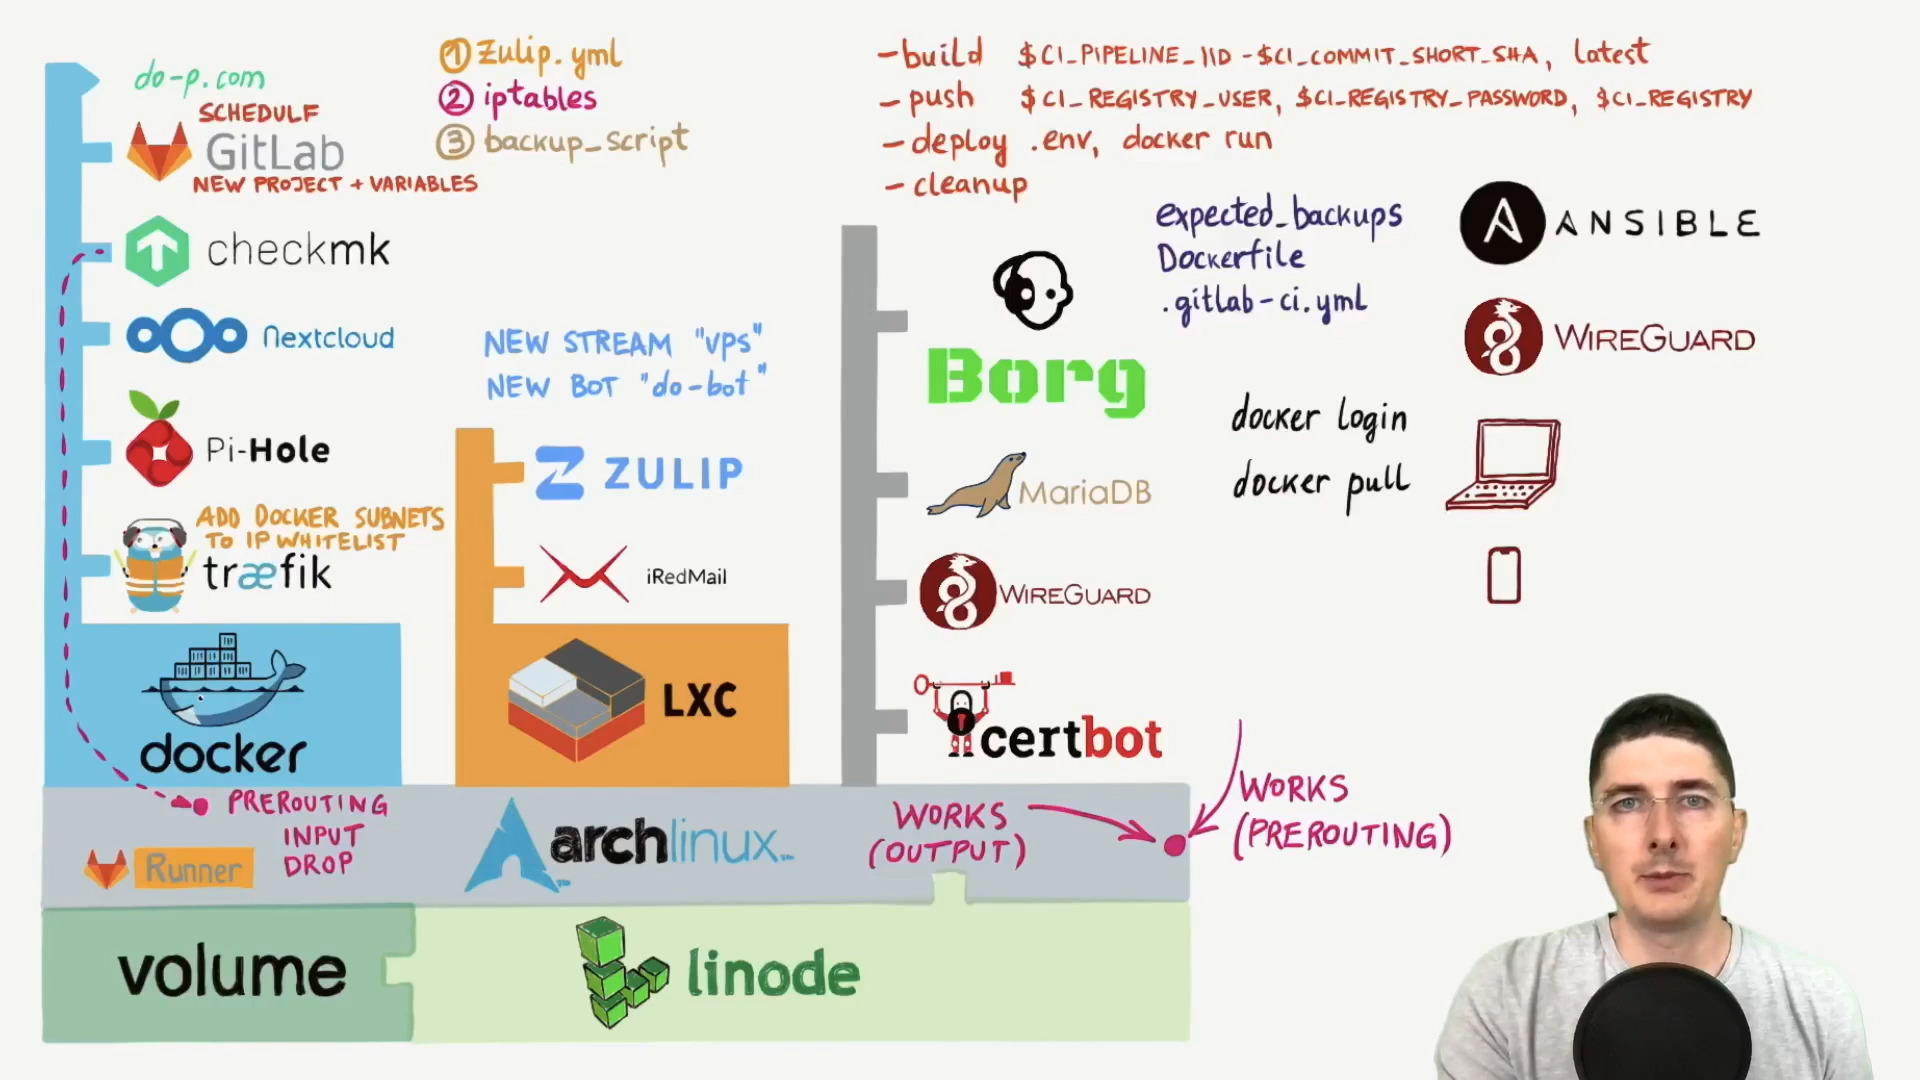 do-p.com
SCHEDULE
GitLab
NEW PROJECT + VARIABLES
checkmk
Nextcloud
Pi-Hole
ADD DOCKER SUBNETS
TO IP WHITELIST
træfik
docker
① zulip.yml
② iptables
③ backup_script
NEW STREAM "vps"
NEW BOT "do-bot"
ZULIP
iRedMail
LXC
- build $CI_PIPELINE_IID-$CI_COMMIT_SHORT_SHA, latest
- push $CI_REGISTRY_USER, $CI_REGISTRY_PASSWORD, $CI_REGISTRY
- deploy .env, docker run
- cleanup
expected_backups
Dockerfile
.gitlab-ci.yml
Borg
MariaDB
WIREGUARD
certbot
ANSIBLE
WIREGUARD
docker login
docker pull
PREROUTING
INPUT
DROP
Runner
archlinux
WORKS
(OUTPUT)
WORKS
(PREROUTING)
volume
linode